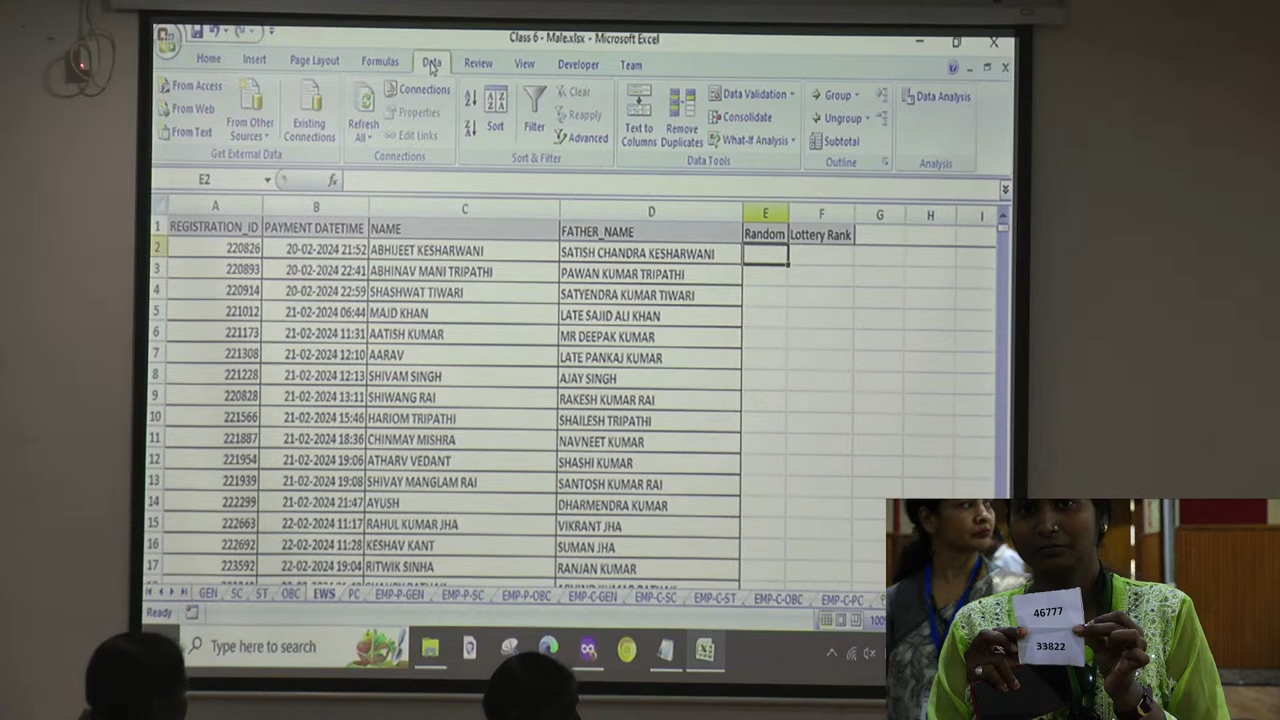 Class 6 - Male.xlsx - Microsoft Excel
Home Insert Page Layout Formulas Data Review View Developer Team
From Access
From Web
From Text
From Other Sources
Existing Connections
Get External Data
Refresh All
Connections
Properties
Edit Links
Connections
Sort
Filter
Clear
Reapply
Advanced
Sort & Filter
Text to Columns
Remove Duplicates
Data Validation
Consolidate
What-If Analysis
Data Tools
Group
Ungroup
Subtotal
Outline
Data Analysis
Analysis
E2 fx
A B C D E F G H I
1 REGISTRATION_ID PAYMENT DATETIME NAME FATHER_NAME Random Lottery Rank
2 220826 20-02-2024 21:52 ABHIJEET KESHARWANI SATISH CHANDRA KESHARWANI
3 220893 20-02-2024 22:41 ABHINAV MANI TRIPATHI PAWAN KUMAR TRIPATHI
4 220914 20-02-2024 22:59 SHASHWAT TIWARI SATYENDRA KUMAR TIWARI
5 221012 21-02-2024 06:44 MAJD KHAN LATE SAJID ALI KHAN
6 221173 21-02-2024 11:31 AATISH KUMAR MR DEEPAK KUMAR
7 221308 21-02-2024 12:10 AARAV LATE PANKAJ KUMAR
8 221228 21-02-2024 12:13 SHIVAM SINGH AJAY SINGH
9 220828 21-02-2024 13:11 SHIWANG RAI RAKESH KUMAR RAI
10 221566 21-02-2024 15:46 HARIOM TRIPATHI SHAILESH TRIPATHI
11 221887 21-02-2024 18:36 CHINMAY MISHRA NAVNEET KUMAR
12 221954 21-02-2024 19:06 ATHARV VEDANT SHASHI KUMAR
13 221939 21-02-2024 19:08 SHIVAY MANGLAM RAI SANTOSH KUMAR RAI
14 222299 21-02-2024 21:47 AYUSH DHARMENDRA KUMAR
15 222663 22-02-2024 11:17 RAHUL KUMAR JHA VIKRANT JHA
16 222692 22-02-2024 11:28 KESHAV KANT SUMAN JHA
17 223592 22-02-2024 19:04 RITWIK SINHA RANJAN KUMAR
GEN SC ST OBC EWS PC EMP-P-GEN EMP-P-SC EMP-P-OBC EMP-C-GEN EMP-C-SC EMP-C-ST EMP-C-OBC EMP-C-PC
Ready
Type here to search
46777
33822